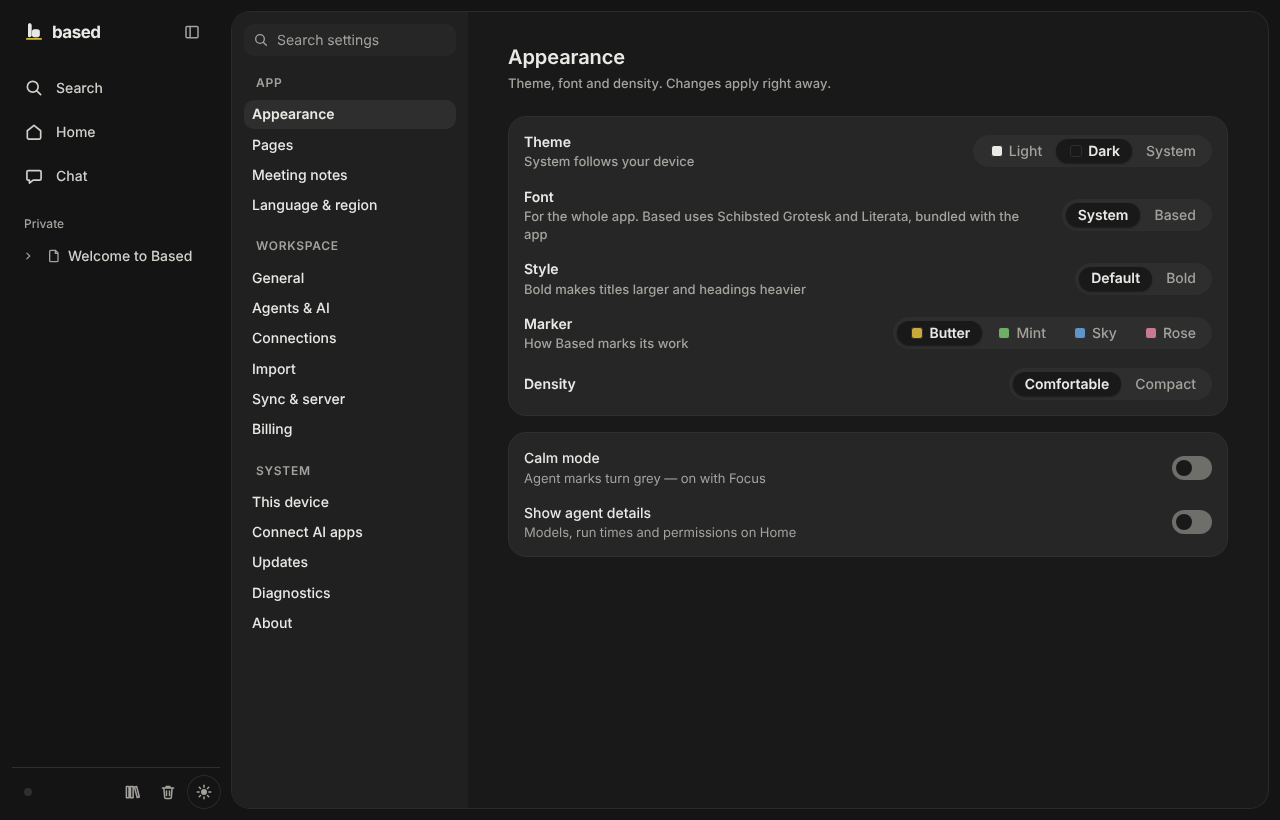 based
Search
Home
Chat
Private
Welcome to Based
Search settings
APP
Appearance
Pages
Meeting notes
Language & region
WORKSPACE
General
Agents & AI
Connections
Import
Sync & server
Billing
SYSTEM
This device
Connect AI apps
Updates
Diagnostics
About
Appearance
Theme, font and density. Changes apply right away.
Theme
System follows your device
Light Dark System
Font
For the whole app. Based uses Schibsted Grotesk and Literata, bundled with the
app
System Based
Style
Bold makes titles larger and headings heavier
Default Bold
Marker
How Based marks its work
Butter Mint Sky Rose
Density
Comfortable Compact
Calm mode
Agent marks turn grey — on with Focus
Show agent details
Models, run times and permissions on Home